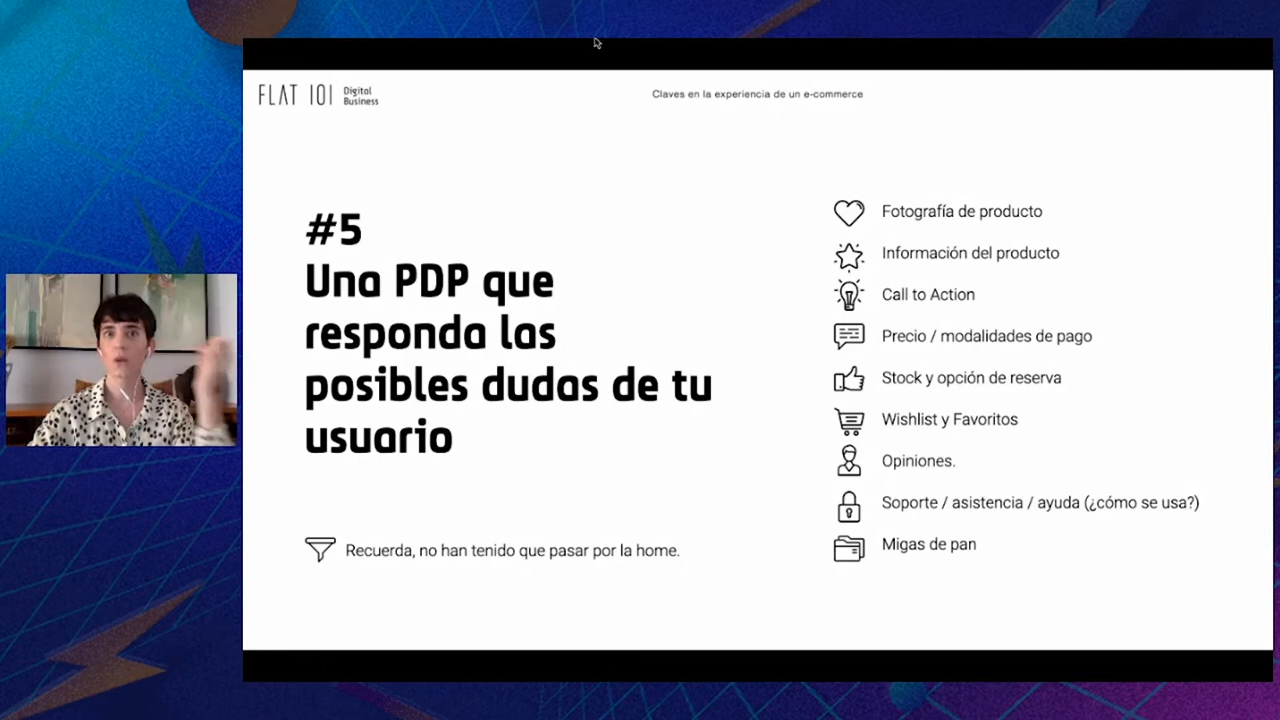 FLAT 101 Digital Business
Claves en la experiencia de un e-commerce
#5
Una PDP que
responda las
posibles dudas de tu
usuario
Recuerda, no han tenido que pasar por la home.
Fotografía de producto
Información del producto
Call to Action
Precio / modalidades de pago
Stock y opción de reserva
Wishlist y Favoritos
Opiniones.
Soporte / asistencia / ayuda (¿cómo se usa?)
Migas de pan